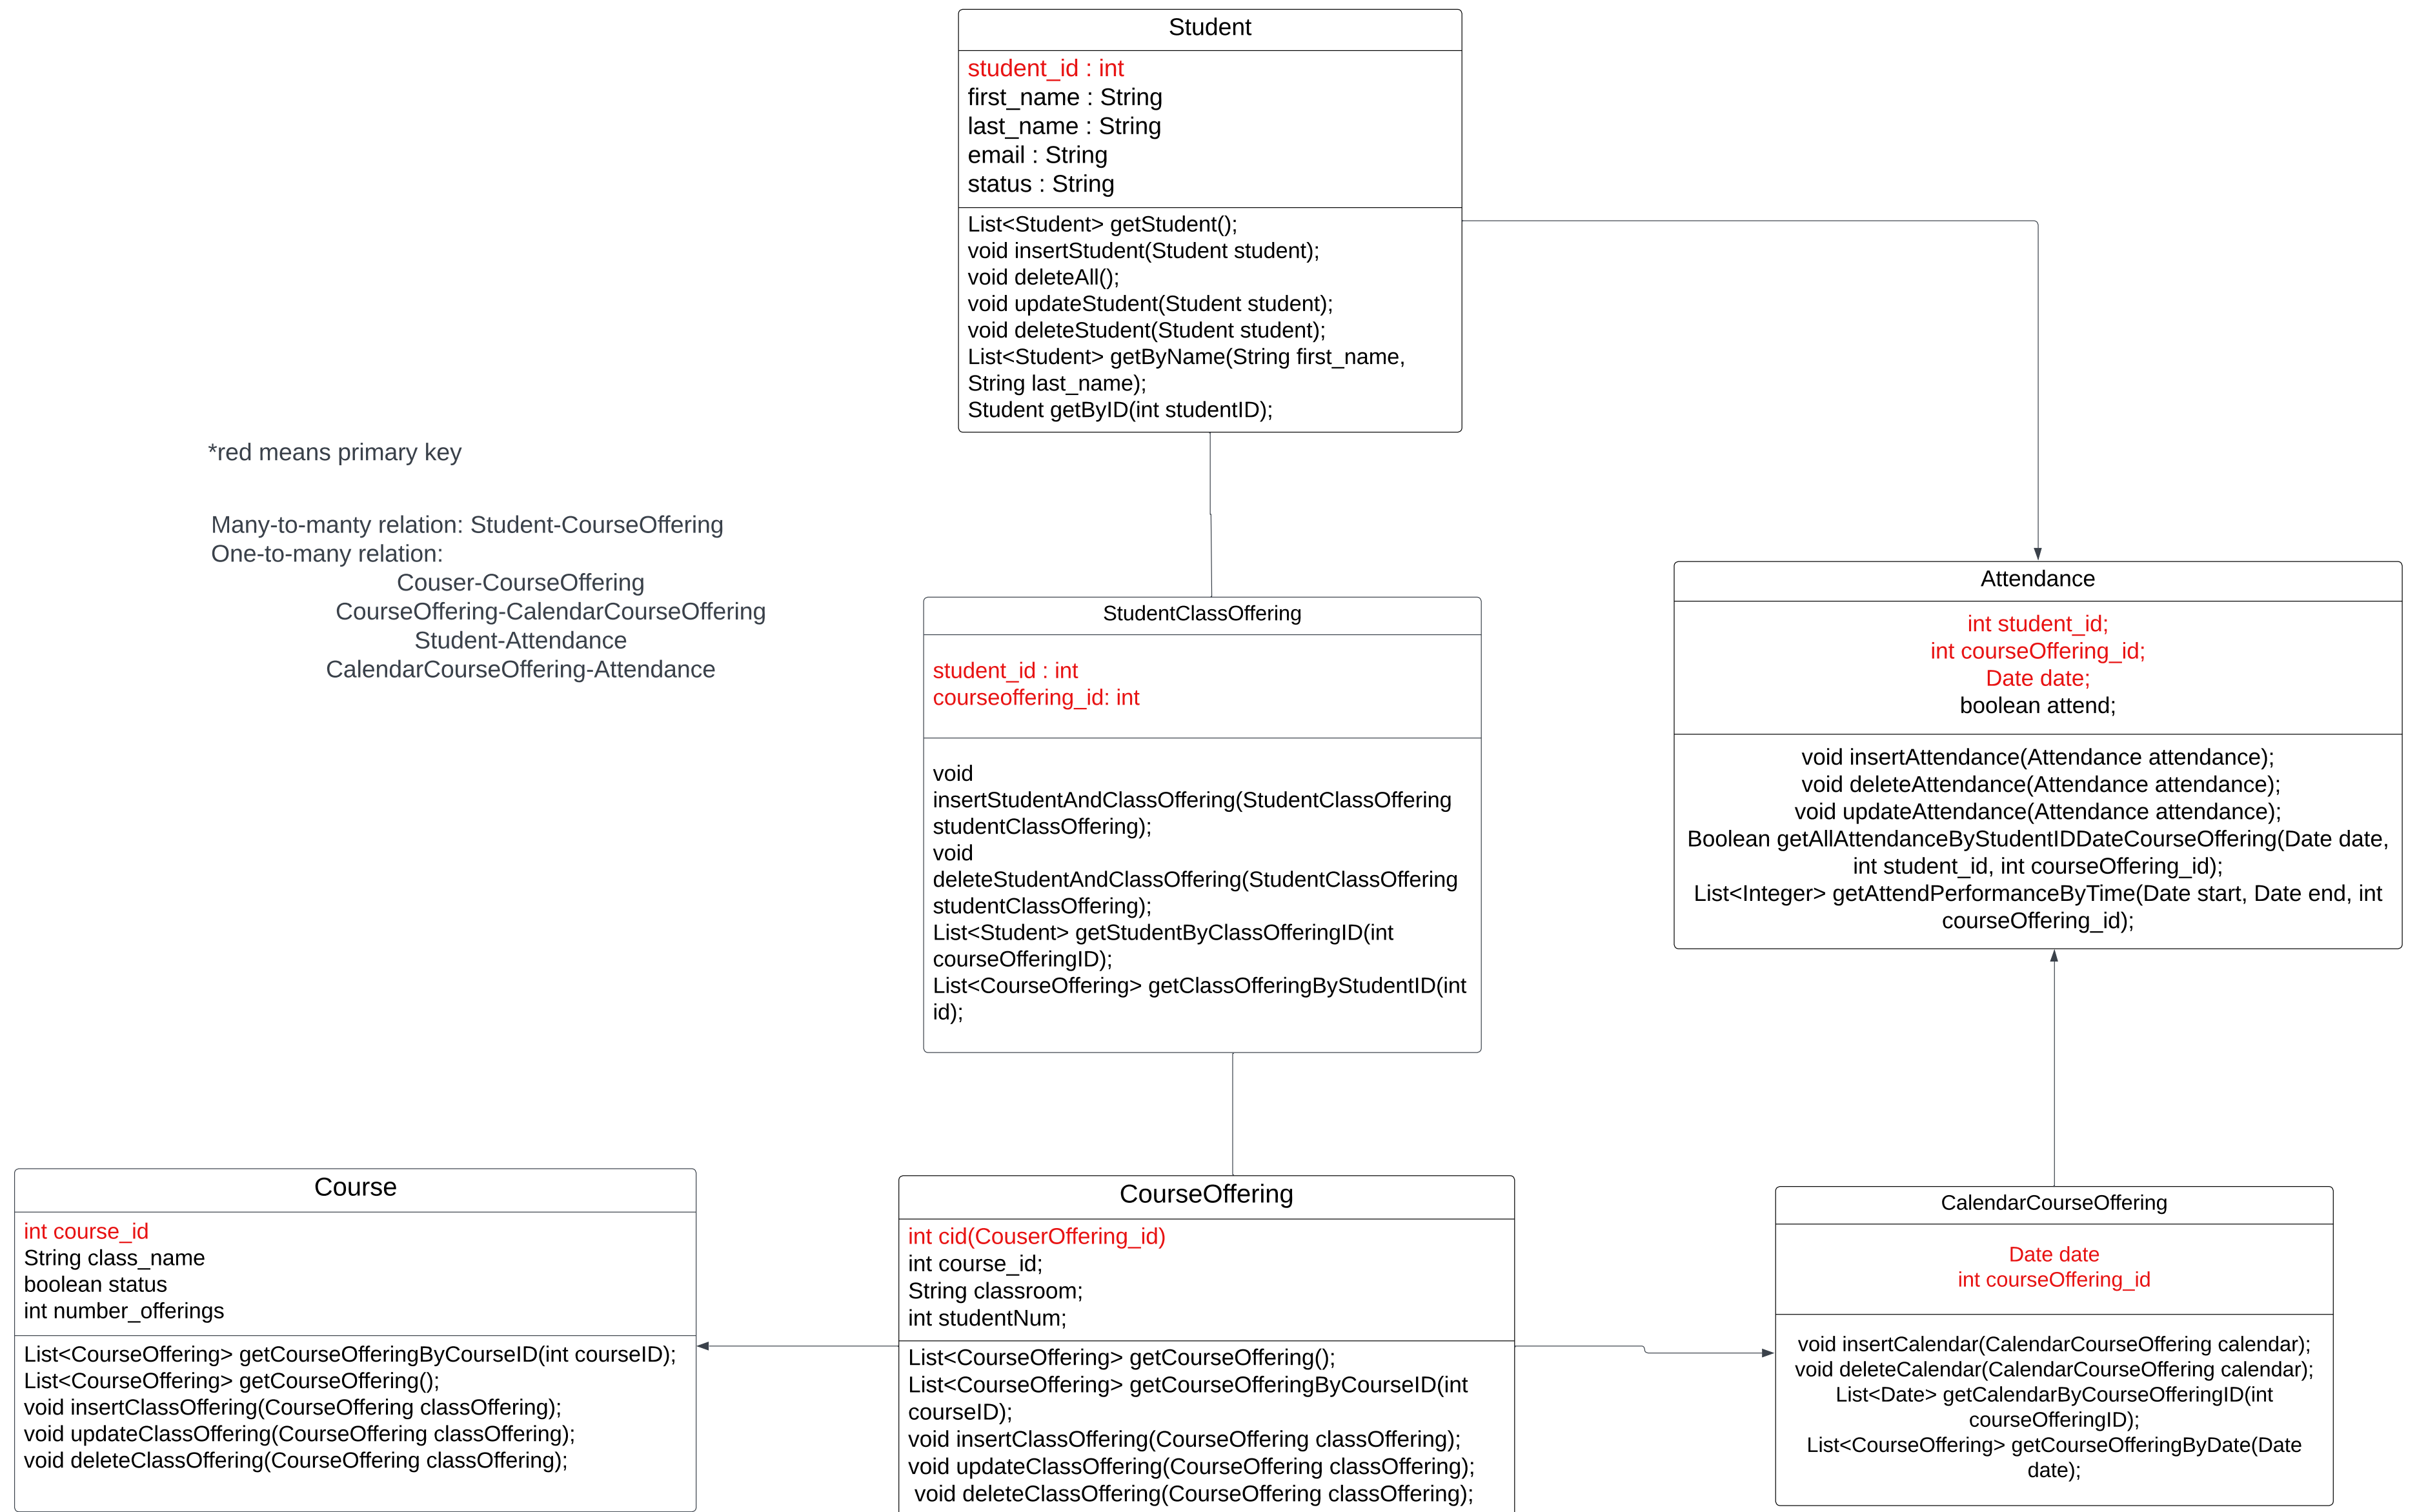 Student
student_id : int
first_name : String
last_name : String
email : String
status : String
List<Student> getStudent();
void insertStudent(Student student);
void deleteAll();
void updateStudent(Student student);
void deleteStudent(Student student);
List<Student> getByName(String first_name,
String last_name);
Student getByID(int studentID);
*red means primary key
Many-to-manty relation: Student-CourseOffering
One-to-many relation:
Couser-CourseOffering
CourseOffering-CalendarCourseOffering
Student-Attendance
CalendarCourseOffering-Attendance
StudentClassOffering
student_id : int
courseoffering_id: int
void
insertStudentAndClassOffering(StudentClassOffering
studentClassOffering);
void
deleteStudentAndClassOffering(StudentClassOffering
studentClassOffering);
List<Student> getStudentByClassOfferingID(int
courseOfferingID);
List<CourseOffering> getClassOfferingByStudentID(int
id);
Attendance
int student_id;
int courseOffering_id;
Date date;
boolean attend;
void insertAttendance(Attendance attendance);
void deleteAttendance(Attendance attendance);
void updateAttendance(Attendance attendance);
Boolean getAllAttendanceByStudentIDDateCourseOffering(Date date,
int student_id, int courseOffering_id);
List<Integer> getAttendPerformanceByTime(Date start, Date end, int
courseOffering_id);
Course
int course_id
String class_name
boolean status
int number_offerings
List<CourseOffering> getCourseOfferingByCourseID(int courseID);
List<CourseOffering> getCourseOffering();
void insertClassOffering(CourseOffering classOffering);
void updateClassOffering(CourseOffering classOffering);
void deleteClassOffering(CourseOffering classOffering);
CourseOffering
int cid(CouserOffering_id)
int course_id;
String classroom;
int studentNum;
List<CourseOffering> getCourseOffering();
List<CourseOffering> getCourseOfferingByCourseID(int
courseID);
void insertClassOffering(CourseOffering classOffering);
void updateClassOffering(CourseOffering classOffering);
void deleteClassOffering(CourseOffering classOffering);
CalendarCourseOffering
Date date
int courseOffering_id
void insertCalendar(CalendarCourseOffering calendar);
void deleteCalendar(CalendarCourseOffering calendar);
List<Date> getCalendarByCourseOfferingID(int
courseOfferingID);
List<CourseOffering> getCourseOfferingByDate(Date
date);